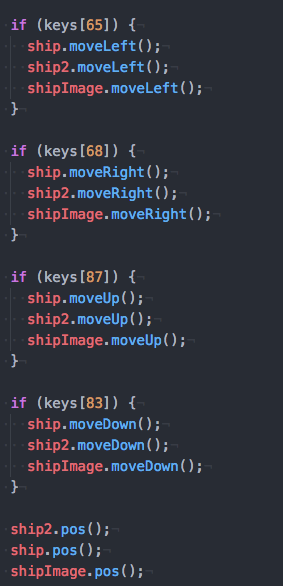 if (keys[65]) {
ship.moveLeft();
ship2.moveLeft();
shipImage.moveLeft();
}
if (keys[68]) {
ship.moveRight();
ship2.moveRight();
shipImage.moveRight();
}
if (keys[87]) {
ship.moveUp();
ship2.moveUp();
shipImage.moveUp();
}
if (keys[83]) {
ship.moveDown();
ship2.moveDown();
shipImage.moveDown();
}
ship2.pos();
ship.pos();
shipImage.pos();